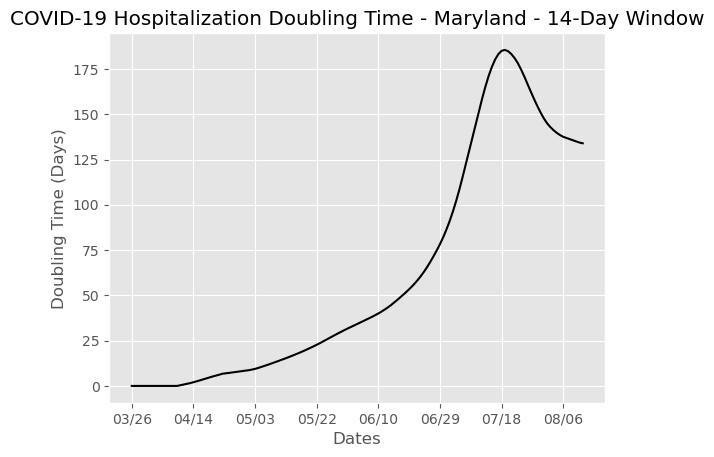 COVID-19 Hospitalization Doubling Time - Maryland - 14-Day Window
175
150
125
100
75
50
25
0
Doubling Time (Days)
03/26 04/14 05/03 05/22 06/10 06/29 07/18 08/06
Dates